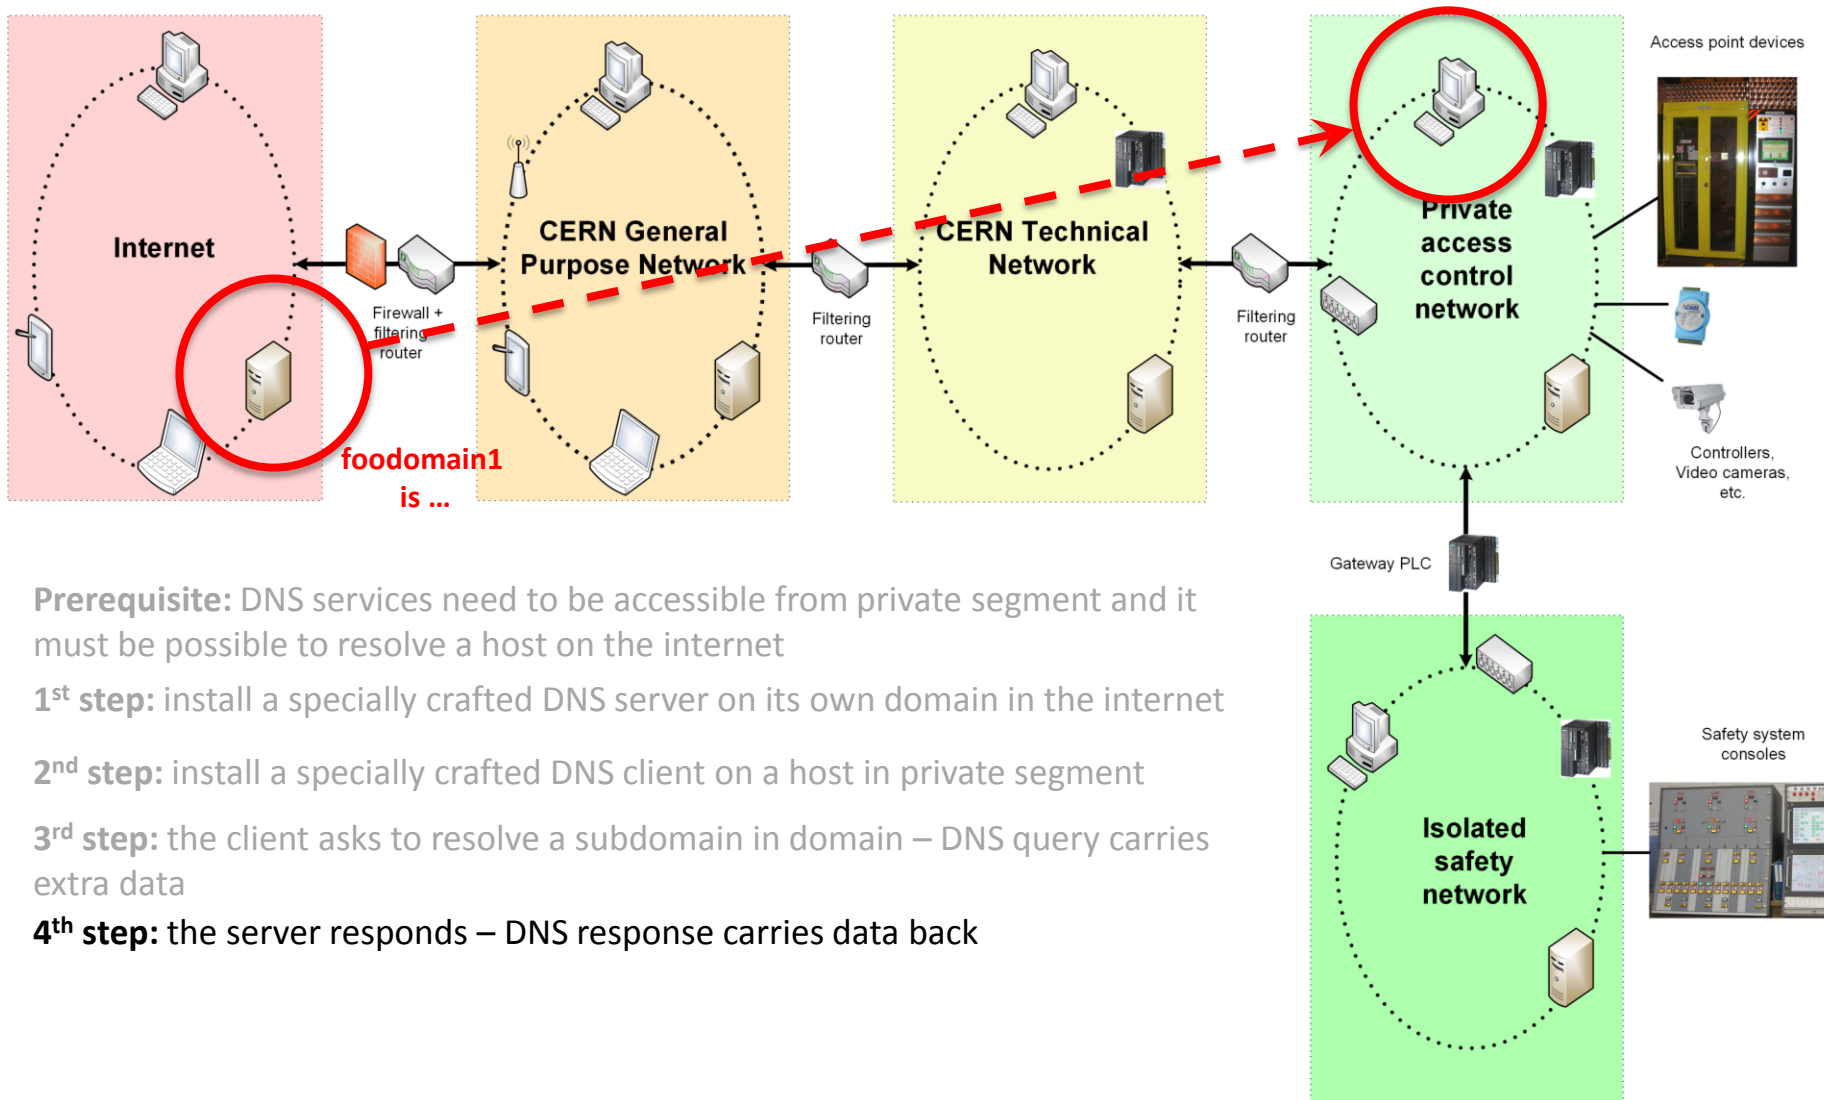 Access point devices
Internet
CERN General
Purpose Network
CERN Technical
Network
Private
access
control
network
Firewall +
filtering
router
Filtering
router
Filtering
router
foodomain1
is ...
Controllers,
Video cameras,
etc.
Gateway PLC
Prerequisite: DNS services need to be accessible from private segment and it
must be possible to resolve a host on the internet
1st step: install a specially crafted DNS server on its own domain in the internet
2nd step: install a specially crafted DNS client on a host in private segment
3rd step: the client asks to resolve a subdomain in domain – DNS query carries
extra data
4th step: the server responds – DNS response carries data back
Isolated
safety
network
Safety system
consoles